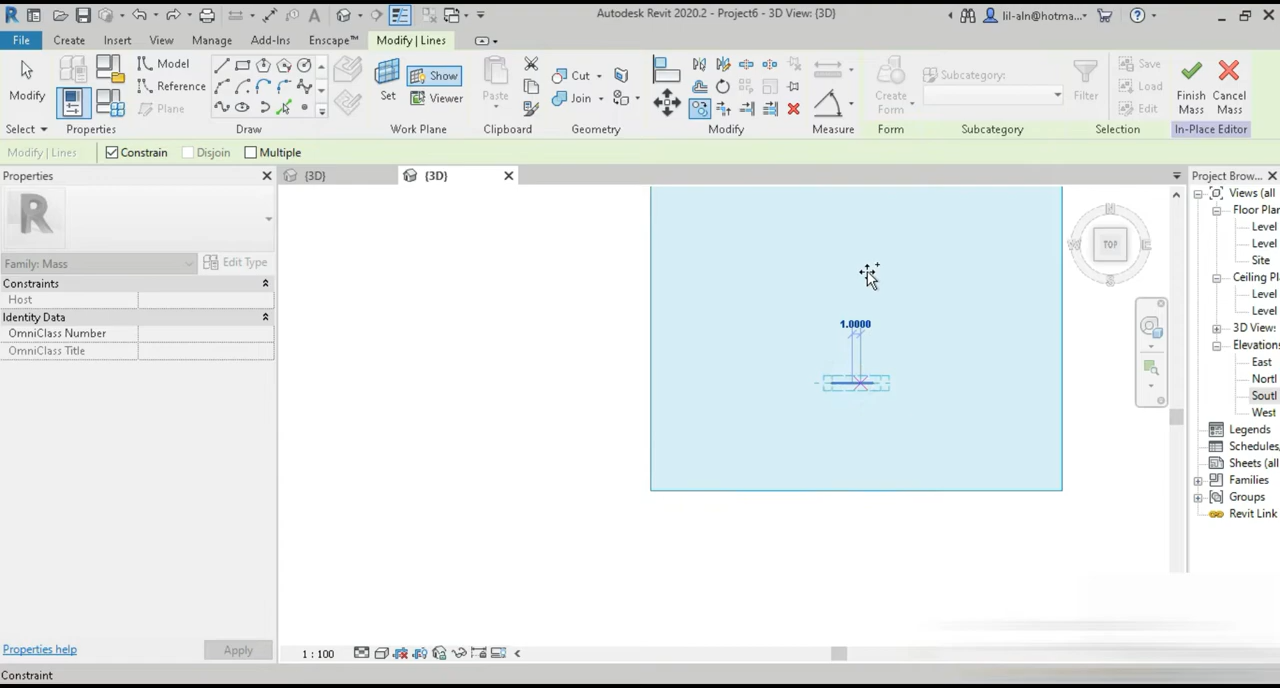 Autodesk Revit 2020.2 - Project6 - 3D View: {3D}
lil-aln@hotma...
File Create Insert View Manage Add-Ins Enscape™ Modify | Lines
Modify
Model
Reference
Plane
Set
Show
Viewer
Paste
Cut
Join
Create
Form
Subcategory:
Filter
Save
Load
Edit
Finish
Mass
Cancel
Mass
Select Properties Draw Work Plane Clipboard Geometry Modify Measure Form Subcategory Selection In-Place Editor
Modify | Lines Constrain Disjoin Multiple
Properties
{3D}
{3D}
Project Brow...
R
Family: Mass
Edit Type
Constraints
Host
Identity Data
OmniClass Number
OmniClass Title
TOP
1.0000
Views (all
Floor Plan
Level
Level
Site
Ceiling Pl
Level
Level
3D View:
Elevations
East
Nortl
Soutl
West
Legends
Schedules,
Sheets (all
Families
Groups
Revit Link
Properties help
Apply
1 : 100
Constraint